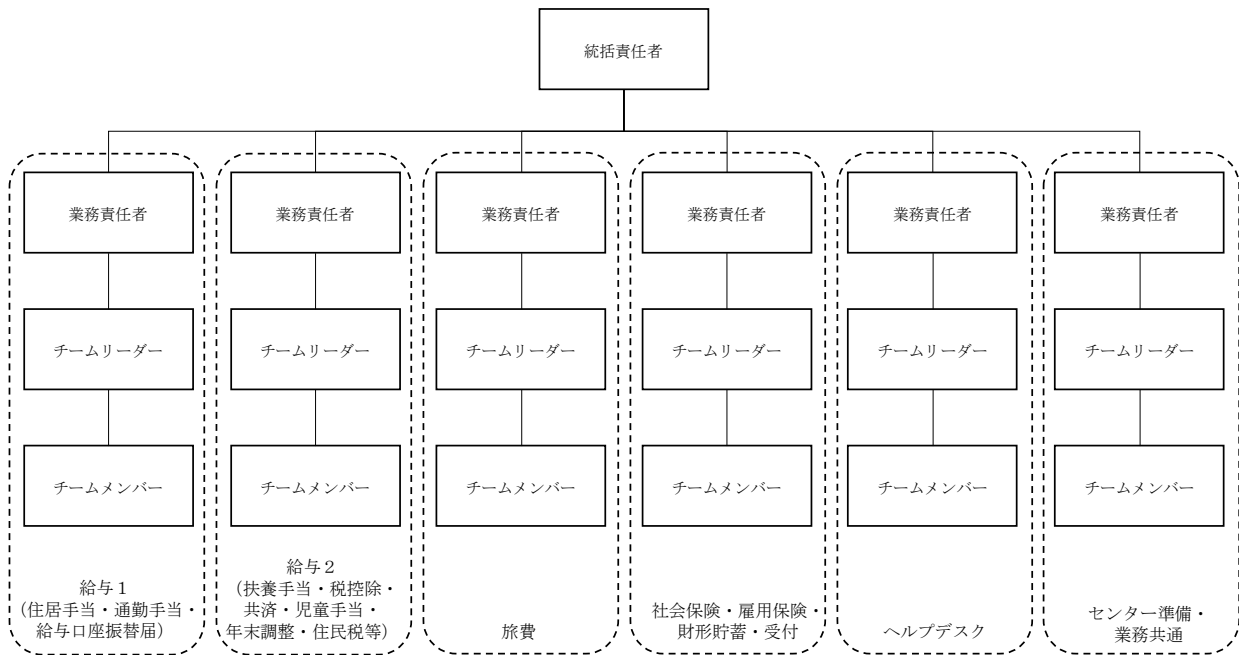 統括責任者
業務責任者
業務責任者
業務責任者
業務責任者
業務責任者
業務責任者
チームリーダー
チームリーダー
チームリーダー
チームリーダー
チームリーダー
チームリーダー
チームメンバー
チームメンバー
チームメンバー
チームメンバー
チームメンバー
チームメンバー
給与１
(住居手当・通勤手当・
給与口座振替届)
給与２
(扶養手当・税控除・
共済・児童手当・
年末調整・住民税等)
旅費
社会保険・雇用保険・
財形貯蓄・受付
ヘルプデスク
センター準備・
業務共通